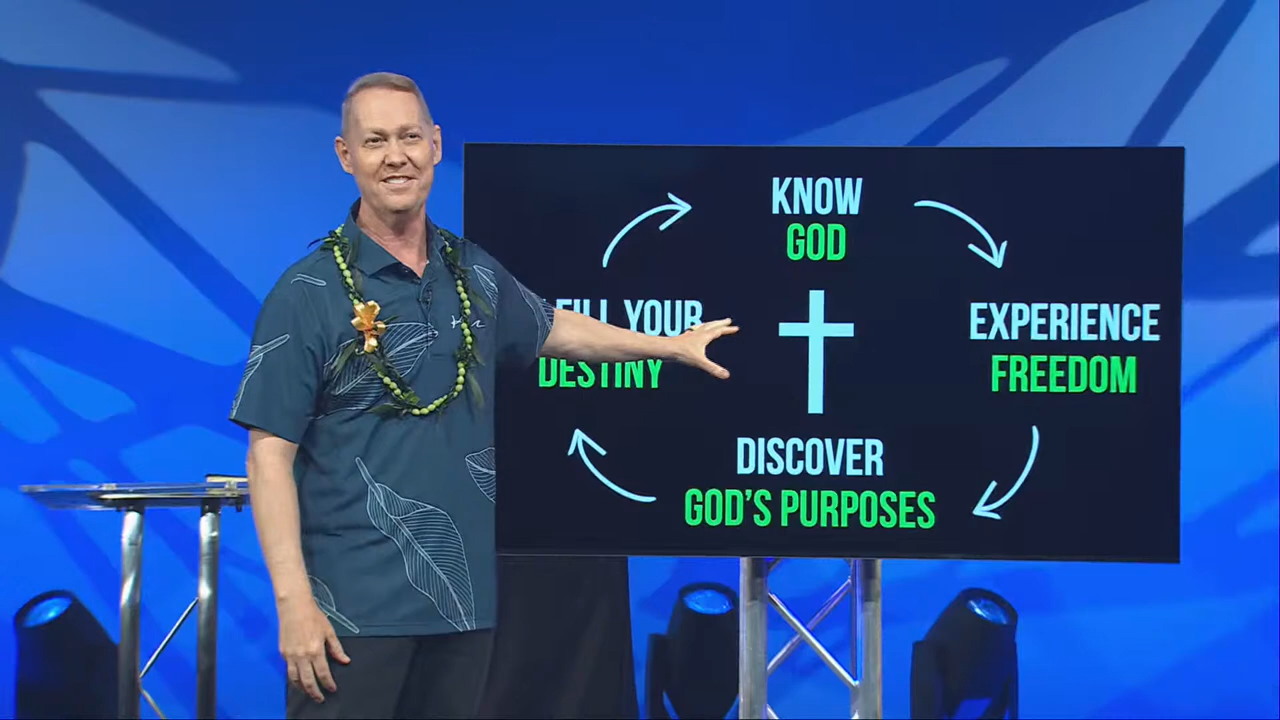 KNOW
GOD
EXPERIENCE
FREEDOM
DISCOVER
GOD'S PURPOSES
YOUR
DESTINY